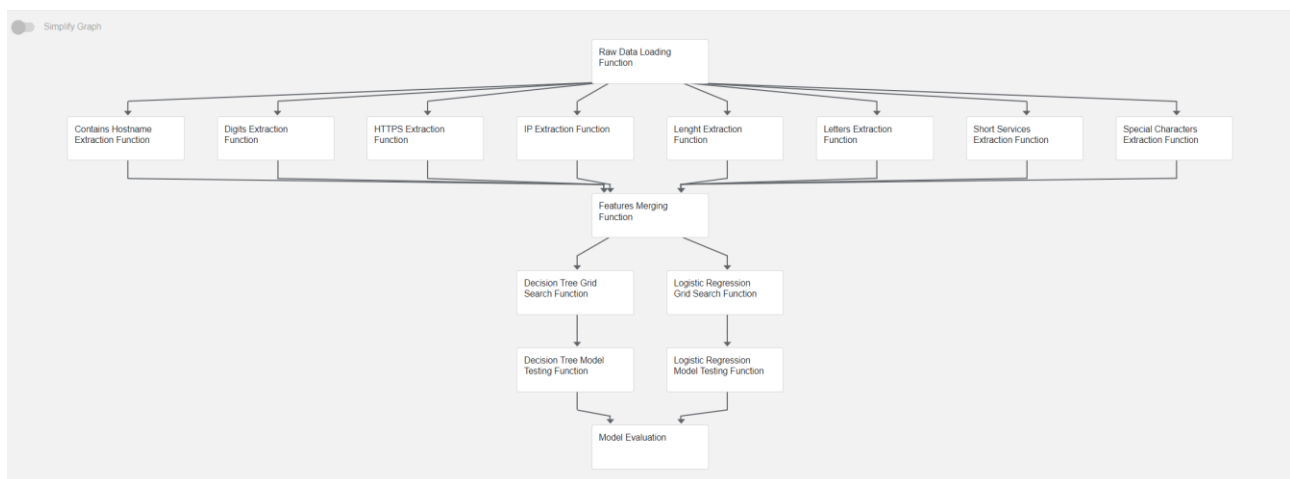 Simplify Graph
Raw Data Loading
Function
Contains Hostname
Extraction Function
Digits Extraction
Function
HTTPS Extraction
Function
IP Extraction Function
Lenght Extraction
Function
Letters Extraction
Function
Short Services
Extraction Function
Special Characters
Extraction Function
Features Merging
Function
Decision Tree Grid
Search Function
Logistic Regression
Grid Search Function
Decision Tree Model
Testing Function
Logistic Regression
Model Testing Function
Model Evaluation